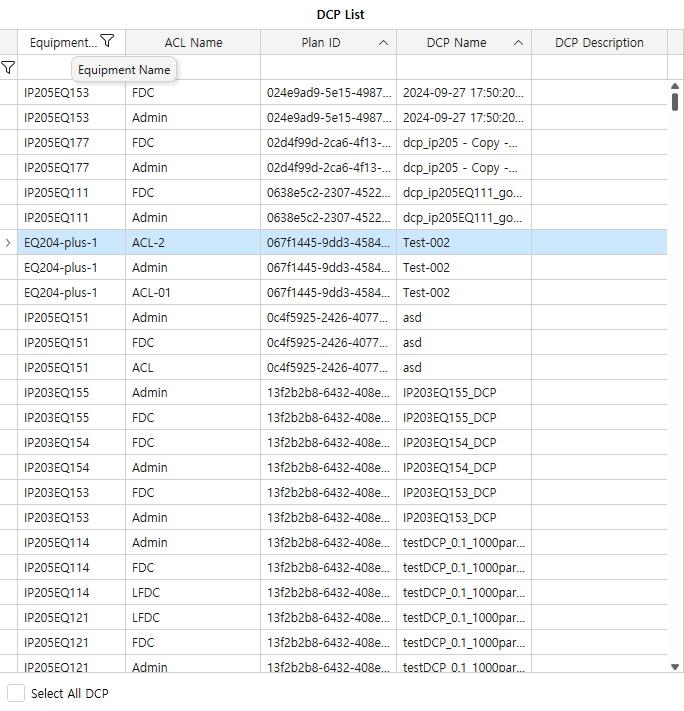 DCP List
Equipment... ACL Name Plan ID DCP Name DCP Description
Equipment Name
IP205EQ153 FDC 024e9ad9-5e15-4987... 2024-09-27 17:50:20...
IP205EQ153 Admin 024e9ad9-5e15-4987... 2024-09-27 17:50:20...
IP205EQ177 FDC 02d4f99d-2ca6-4f13-... dcp_ip205 - Copy -...
IP205EQ177 Admin 02d4f99d-2ca6-4f13-... dcp_ip205 - Copy -...
IP205EQ111 FDC 0638e5c2-2307-4522... dcp_ip205EQ111_go...
IP205EQ111 Admin 0638e5c2-2307-4522... dcp_ip205EQ111_go...
EQ204-plus-1 ACL-2 067f1445-9dd3-4584... Test-002
EQ204-plus-1 Admin 067f1445-9dd3-4584... Test-002
EQ204-plus-1 ACL-01 067f1445-9dd3-4584... Test-002
IP205EQ151 Admin 0c4f5925-2426-4077... asd
IP205EQ151 FDC 0c4f5925-2426-4077... asd
IP205EQ151 ACL 0c4f5925-2426-4077... asd
IP203EQ155 Admin 13f2b2b8-6432-408e... IP203EQ155_DCP
IP203EQ155 FDC 13f2b2b8-6432-408e... IP203EQ155_DCP
IP203EQ154 FDC 13f2b2b8-6432-408e... IP203EQ154_DCP
IP203EQ154 Admin 13f2b2b8-6432-408e... IP203EQ154_DCP
IP203EQ153 FDC 13f2b2b8-6432-408e... IP203EQ153_DCP
IP203EQ153 Admin 13f2b2b8-6432-408e... IP203EQ153_DCP
IP205EQ114 Admin 13f2b2b8-6432-408e... testDCP_0.1_1000par...
IP205EQ114 FDC 13f2b2b8-6432-408e... testDCP_0.1_1000par...
IP205EQ114 LFDC 13f2b2b8-6432-408e... testDCP_0.1_1000par...
IP205EQ121 LFDC 13f2b2b8-6432-408e... testDCP_0.1_1000par...
IP205EQ121 FDC 13f2b2b8-6432-408e... testDCP_0.1_1000par...
IP205EQ121 Admin 13f2b2b8-6432-408e... testDCP_0.1_1000par...
Select All DCP